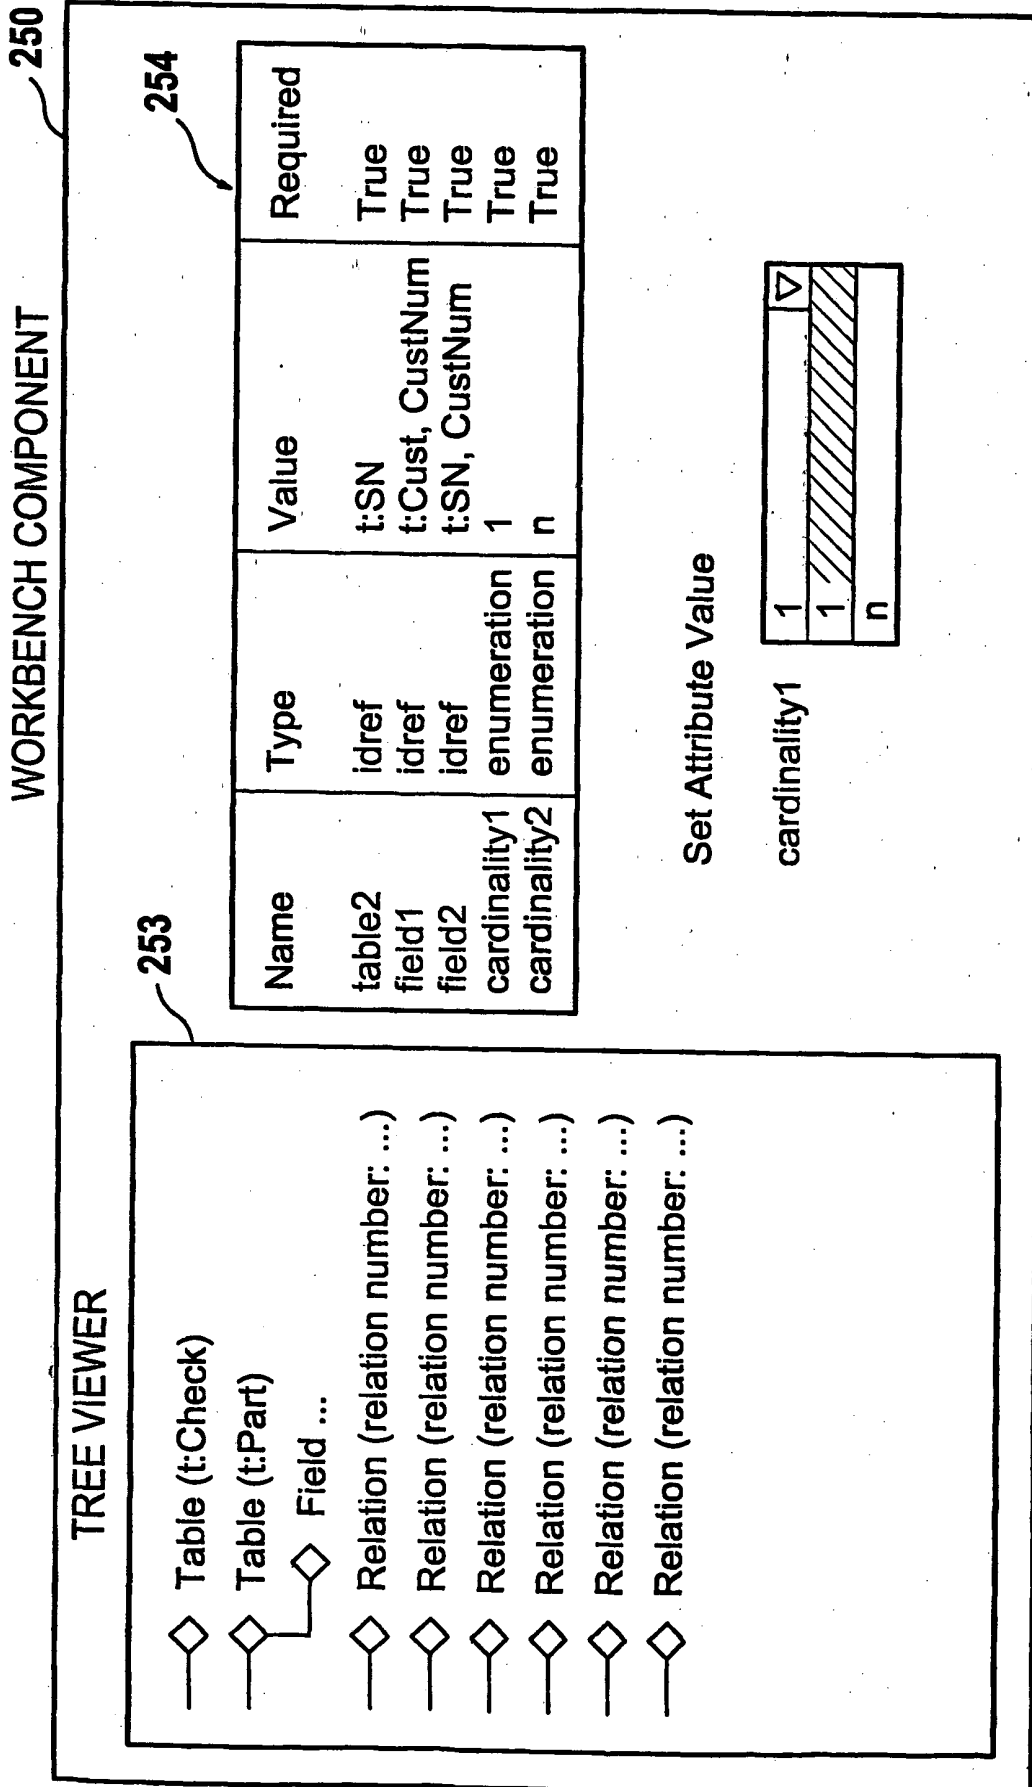 WORKBENCH COMPONENT
250
TREE VIEWER
253
Table (t:Check)
Table (t:Part)
Field ...
Relation (relation number: ...)
Relation (relation number: ...)
Relation (relation number: ...)
Relation (relation number: ...)
Relation (relation number: ...)
Relation (relation number: ...)
254
Name Type Value Required
table2 idref t:SN True
field1 idref t:Cust, CustNum True
field2 idref t:SN, CustNum True
cardinality1 enumeration 1 True
cardinality2 enumeration n True
Set Attribute Value
cardinality1 1
1
n